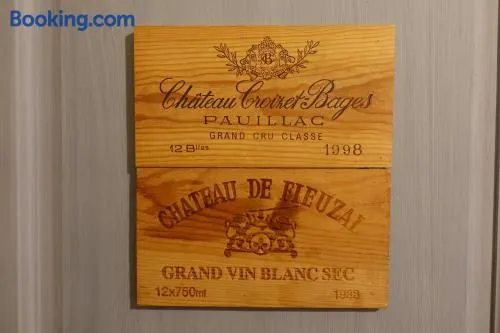 Booking.com
Château Croizet-Bages
PAUILLAC
GRAND CRU CLASSE
12 Blles 1998
CHATEAU DE FIEUZAL
GRAND VIN BLANC SEC
12x750ml 1988